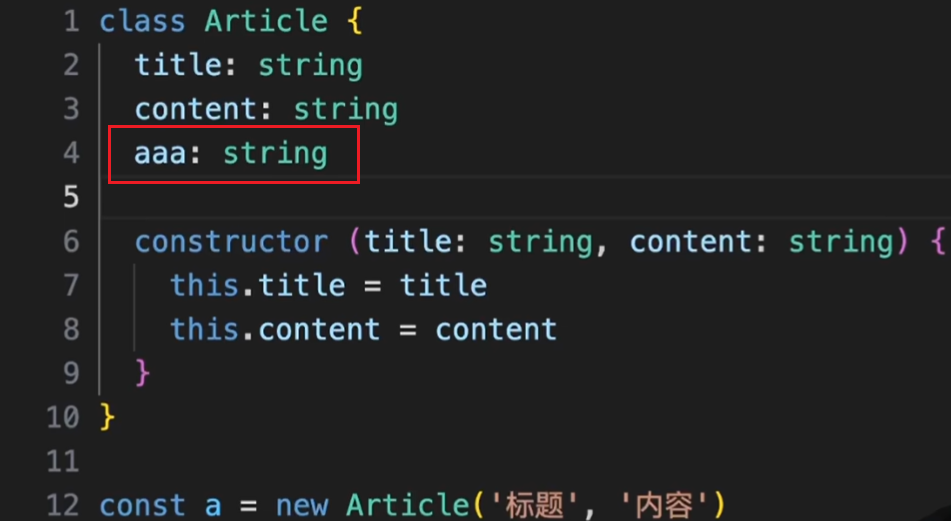 1 class Article {
2 title: string
3 content: string
4 aaa: string
5
6 constructor (title: string, content: string) {
7 this.title = title
8 this.content = content
9 }
10 }
11
12 const a = new Article('标题', '内容')